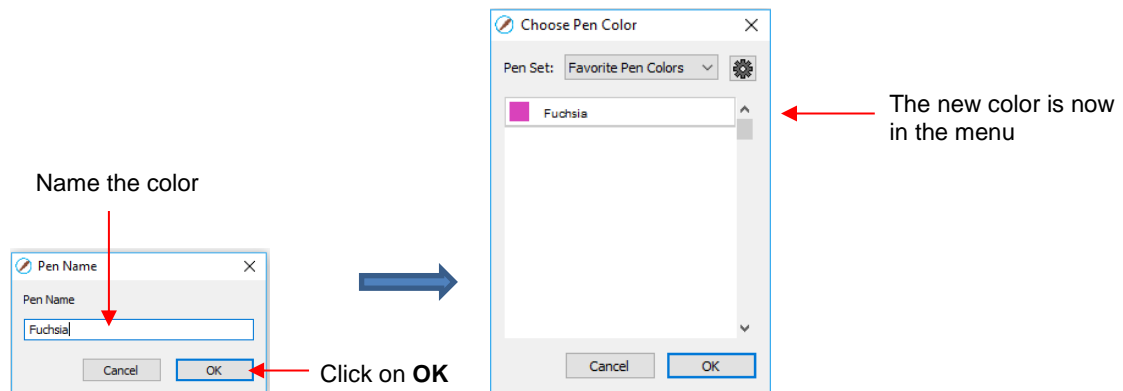 Choose Pen Color
Pen Set: Favorite Pen Colors
Fuchsia
The new color is now
in the menu
Name the color
Pen Name
Pen Name
Fuchsia
Cancel OK
Click on OK
Cancel OK